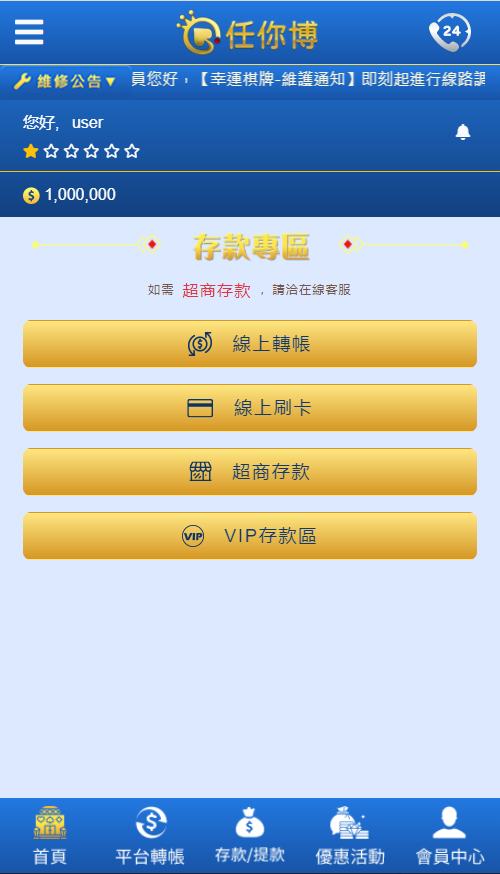 任你博
24
維修公告▼ 員您好，【幸運棋牌-維護通知】即刻起進行線路調
您好, user
1,000,000
存款專區
如需 超商存款 ，請洽在線客服
線上轉帳
線上刷卡
超商存款
VIP VIP存款區
首頁 平台轉帳 存款/提款 優惠活動 會員中心